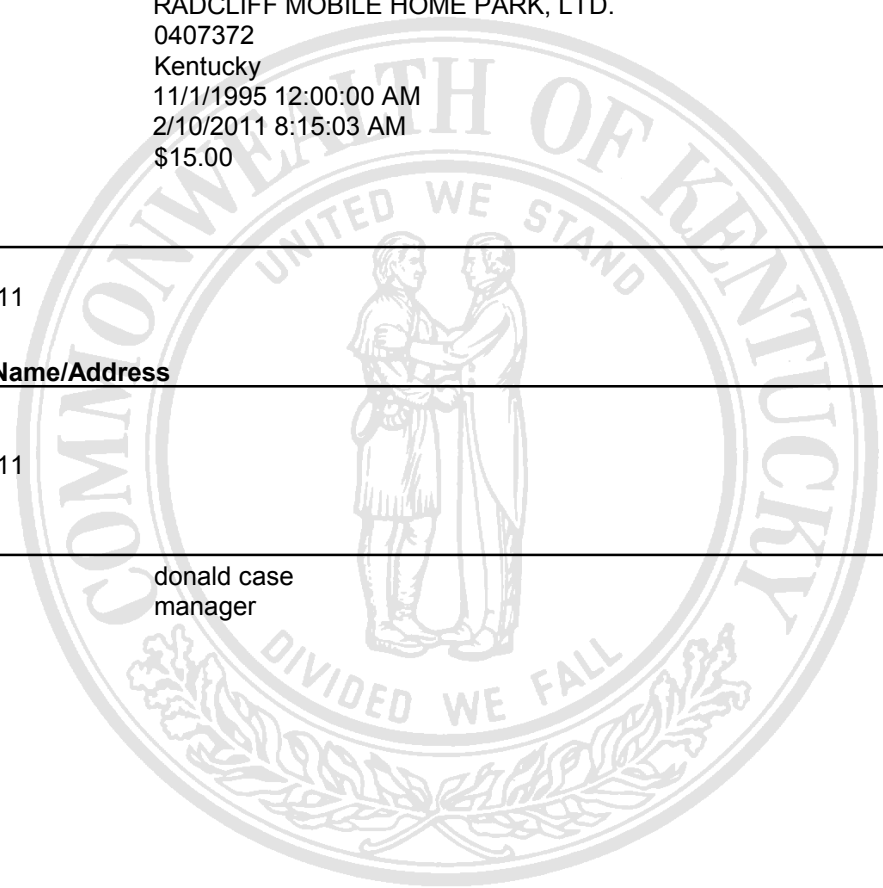 RADCLIFF MOBILE HOME PARK, LTD.
0407372
Kentucky
11/1/1995 12:00:00 AM
2/10/2011 8:15:03 AM
$15.00
COMMONWEALTH OF KENTUCKY
UNITED WE STAND
11
Name/Address
11
donald case
manager
DIVIDED WE FALL